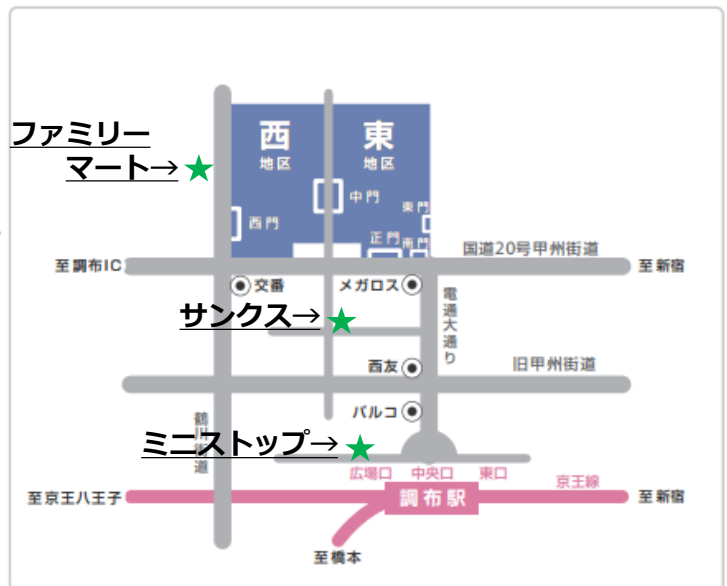 ファミリー
マート→
西
地区
東
地区
中門
東門
西門
正門
南門
国道20号甲州街道
至調布IC
至新宿
交番
メガロス
サンクス→
電通大通り
西友
旧甲州街道
パルコ
鶴川街道
ミニストップ→
広場口 中央口 東口
京王線
至京王八王子
調布駅
至新宿
至橋本